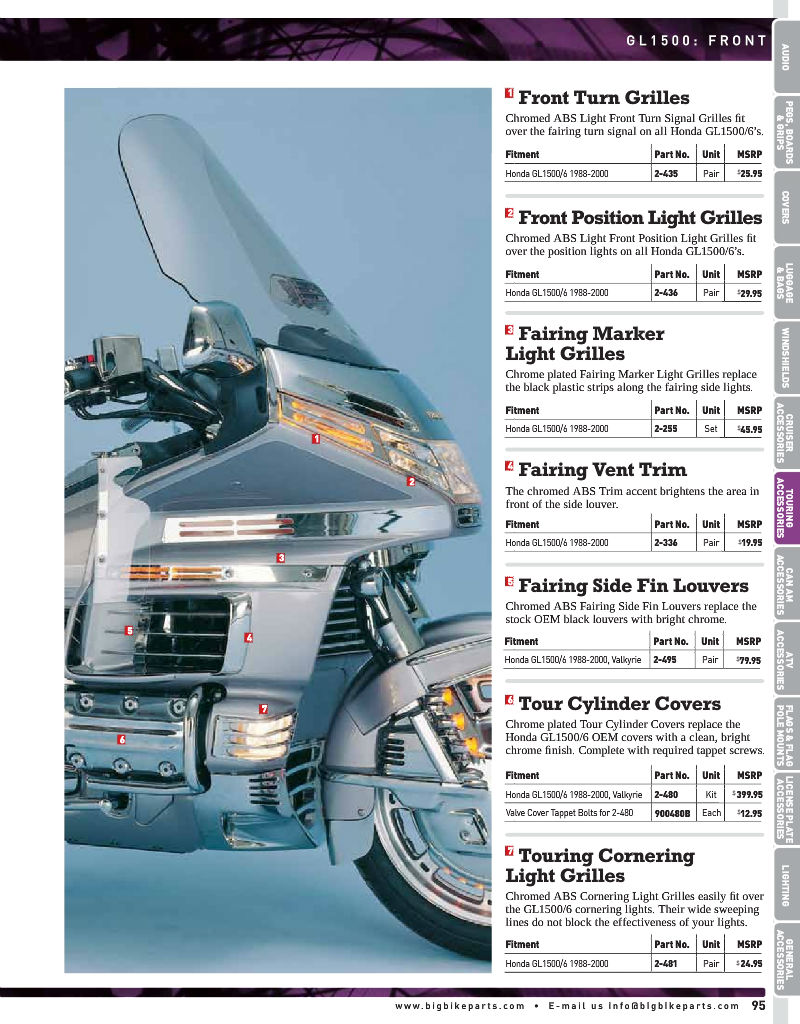 GL1500: FRONT
1 Front Turn Grilles
Chromed ABS Light Front Turn Signal Grilles fit
over the fairing turn signal on all Honda GL1500/6's.
Fitment Part No. Unit MSRP
Honda GL1500/6 1988-2000 2-435 Pair $25.95
2 Front Position Light Grilles
Chromed ABS Light Front Position Light Grilles fit
over the position lights on all Honda GL1500/6's.
Fitment Part No. Unit MSRP
Honda GL1500/6 1988-2000 2-436 Pair $29.95
3 Fairing Marker
Light Grilles
Chrome plated Fairing Marker Light Grilles replace
the black plastic strips along the fairing side lights.
Fitment Part No. Unit MSRP
Honda GL1500/6 1988-2000 2-255 Set $45.95
4 Fairing Vent Trim
The chromed ABS Trim accent brightens the area in
front of the side louver.
Fitment Part No. Unit MSRP
Honda GL1500/6 1988-2000 2-336 Pair $19.95
5 Fairing Side Fin Louvers
Chromed ABS Fairing Side Fin Louvers replace the
stock OEM black louvers with bright chrome.
Fitment Part No. Unit MSRP
Honda GL1500/6 1988-2000, Valkyrie 2-495 Pair $79.95
6 Tour Cylinder Covers
Chrome plated Tour Cylinder Covers replace the
Honda GL1500/6 OEM covers with a clean, bright
chrome finish. Complete with required tappet screws.
Fitment Part No. Unit MSRP
Honda GL1500/6 1988-2000, Valkyrie 2-480 Kit $399.95
Valve Cover Tappet Bolts for 2-480 900480B Each $12.95
7 Touring Cornering
Light Grilles
Chromed ABS Cornering Light Grilles easily fit over
the GL1500/6 cornering lights. Their wide sweeping
lines do not block the effectiveness of your lights.
Fitment Part No. Unit MSRP
Honda GL1500/6 1988-2000 2-481 Pair $24.95
1
2
3
4
5
6
7
AUDIO
PEGS, BOARDS
& GRIPS
COVERS
LUGGAGE
& BAGS
WINDSHIELDS
CRUISER
ACCESSORIES
TOURING
ACCESSORIES
CAN AM
ACCESSORIES
ATV
ACCESSORIES
FLAGS & FLAG
POLE MOUNTS
LICENSE PLATE
ACCESSORIES
LIGHTING
GENERAL
ACCESSORIES
www.bigbikeparts.com • E-mail us info@bigbikeparts.com 95